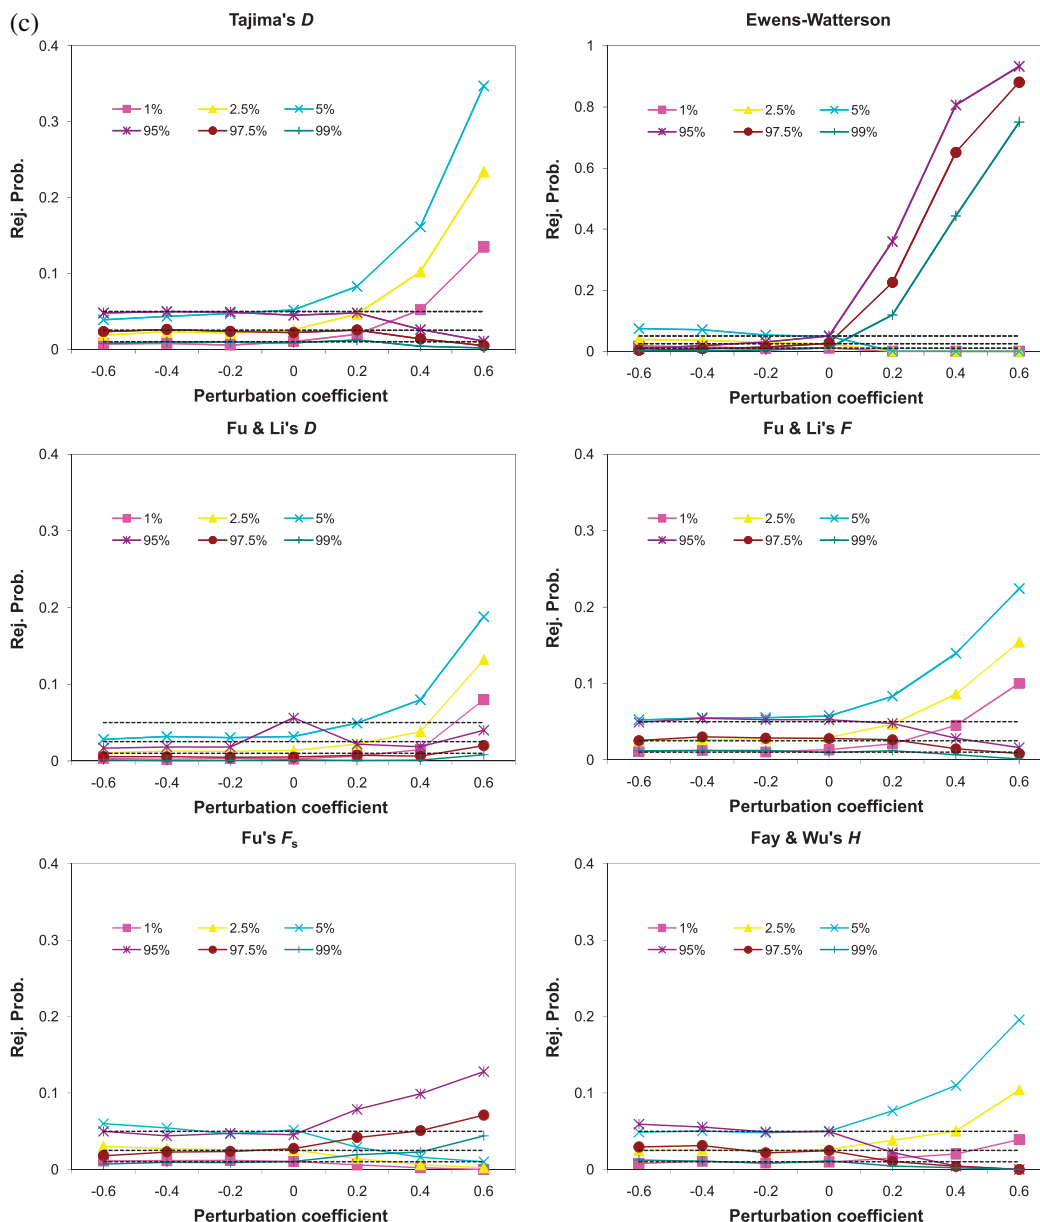 (c)
Tajima's D
0.4
0.3
0.2
0.1
0
Rej. Prob.
1% 2.5% 5%
95% 97.5% 99%
-0.6 -0.4 -0.2 0 0.2 0.4 0.6
Perturbation coefficient
Ewens-Watterson
1
0.8
0.6
0.4
0.2
0
Rej. Prob.
1% 2.5% 5%
95% 97.5% 99%
-0.6 -0.4 -0.2 0 0.2 0.4 0.6
Perturbation coefficient
Fu & Li's D
0.4
0.3
0.2
0.1
0
Rej. Prob.
1% 2.5% 5%
95% 97.5% 99%
-0.6 -0.4 -0.2 0 0.2 0.4 0.6
Perturbation coefficient
Fu & Li's F
0.4
0.3
0.2
0.1
0
Rej. Prob.
1% 2.5% 5%
95% 97.5% 99%
-0.6 -0.4 -0.2 0 0.2 0.4 0.6
Perturbation coefficient
Fu's Fs
0.4
0.3
0.2
0.1
0
Rej. Prob.
1% 2.5% 5%
95% 97.5% 99%
-0.6 -0.4 -0.2 0 0.2 0.4 0.6
Perturbation coefficient
Fay & Wu's H
0.4
0.3
0.2
0.1
0
Rej. Prob.
1% 2.5% 5%
95% 97.5% 99%
-0.6 -0.4 -0.2 0 0.2 0.4 0.6
Perturbation coefficient